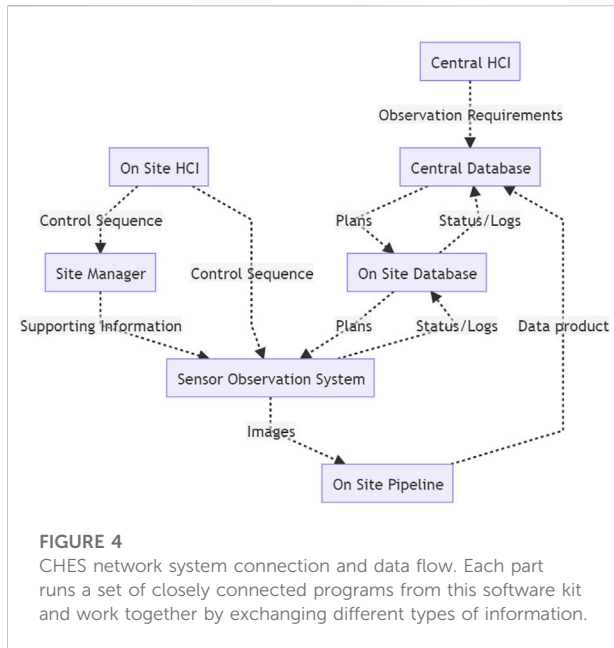 Central HCI
Observation Requirements
On Site HCI
Central Database
Control Sequence
Plans
Status/Logs
Site Manager
Control Sequence
On Site Database
Supporting Information
Plans
Status/Logs
Data product
Sensor Observation System
Images
On Site Pipeline
FIGURE 4
CHES network system connection and data flow. Each part
runs a set of closely connected programs from this software kit
and work together by exchanging different types of information.